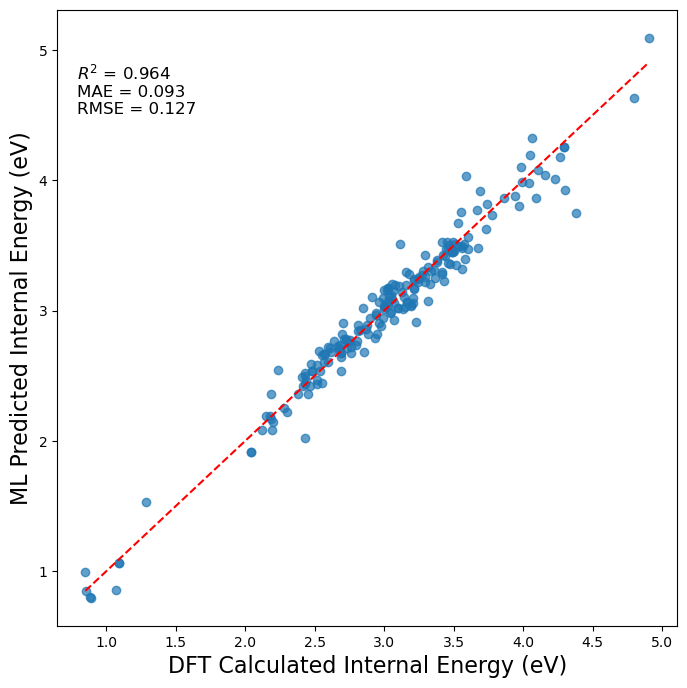 R² = 0.964
MAE = 0.093
RMSE = 0.127
ML Predicted Internal Energy (eV)
5
4
3
2
1
1.0 1.5 2.0 2.5 3.0 3.5 4.0 4.5 5.0
DFT Calculated Internal Energy (eV)